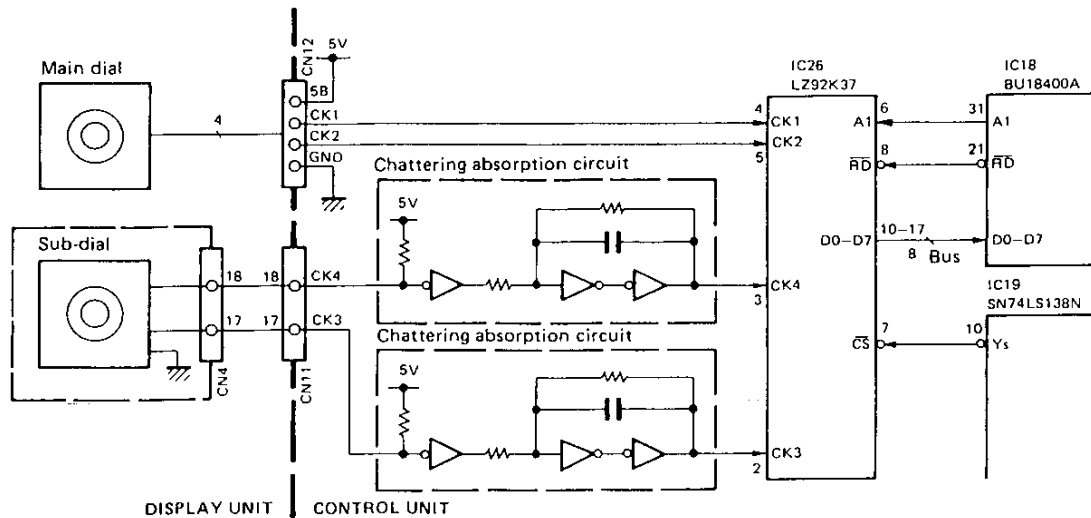 Main dial
4
CN12
5V
5B
CK1
CK2
GND
Sub-dial
18
17
CN4
18
17
CN11
CK4
CK3
Chattering absorption circuit
5V
Chattering absorption circuit
5V
IC26
LZ92K37
4
CK1
CK2
5
CK4
3
CK3
2
A1
6
RD
8
D0-D7
10-17
8 Bus
CS
7
IC18
BU18400A
31
A1
21
RD
D0-D7
IC19
SN74LS138N
10
Ys
DISPLAY UNIT
CONTROL UNIT